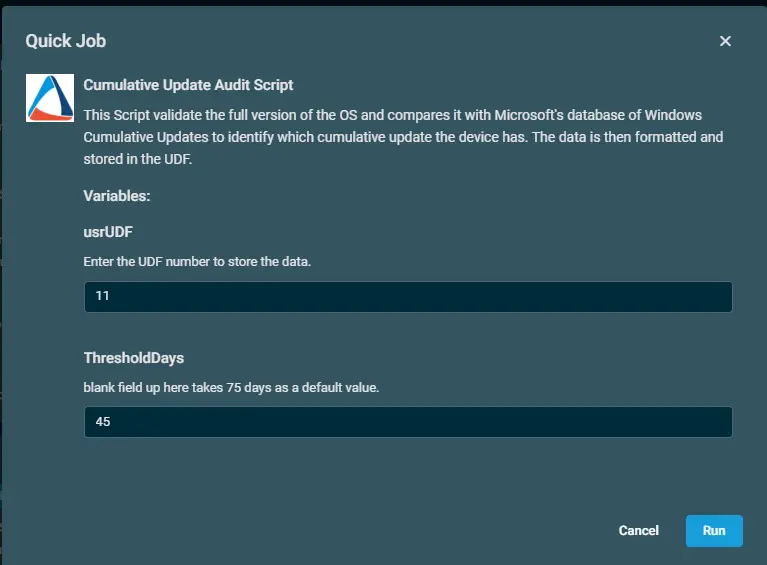 Quick Job
Cumulative Update Audit Script
This Script validate the full version of the OS and compares it with Microsoft's database of Windows
Cumulative Updates to identify which cumulative update the device has. The data is then formatted and
stored in the UDF.
Variables:
usrUDF
Enter the UDF number to store the data.
11
ThresholdDays
blank field up here takes 75 days as a default value.
45
Cancel
Run